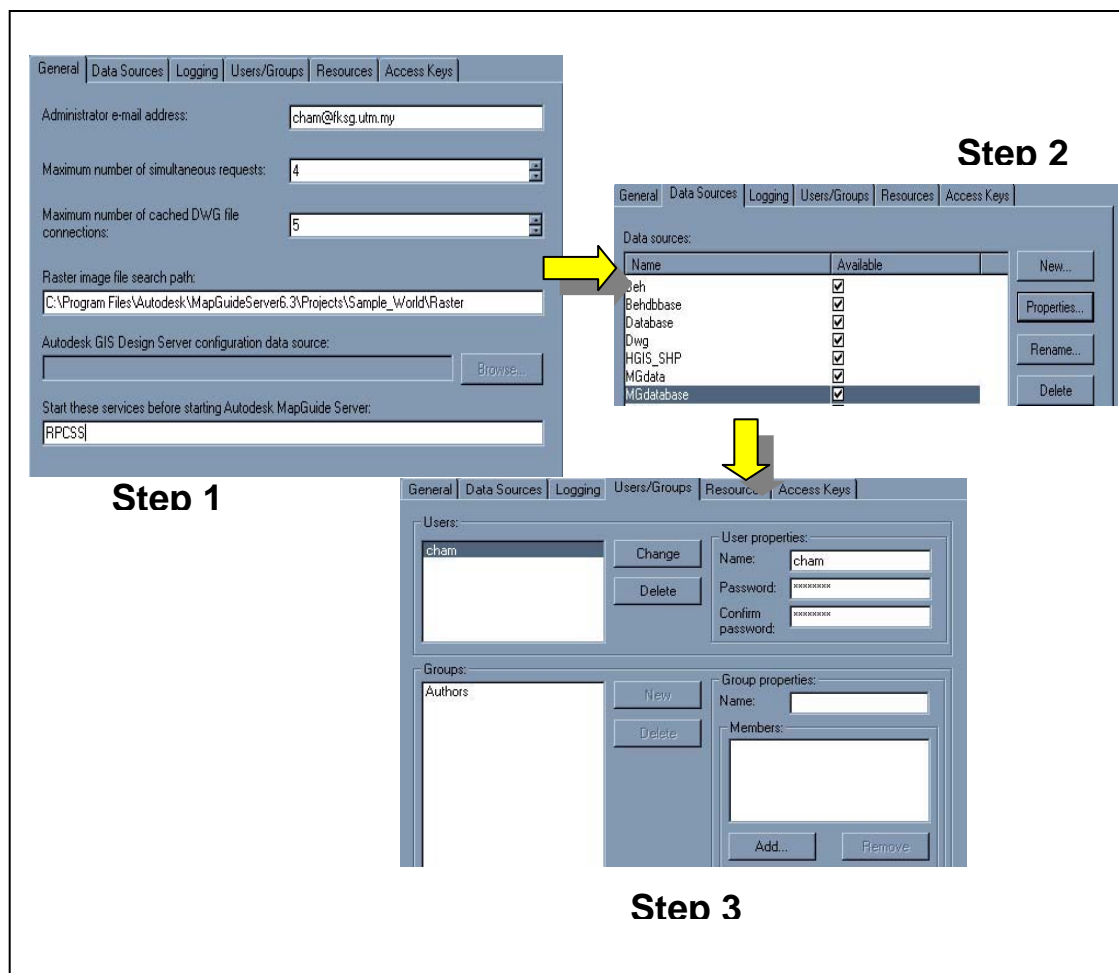 General Data Sources Logging Users/Groups Resources Access Keys
Administrator e-mail address: cham@fksg.utm.my
Maximum number of simultaneous requests: 4
Maximum number of cached DWG file
connections: 5
Raster image file search path:
C:\Program Files\Autodesk\MapGuideServer6.3\Projects\Sample_World\Raster
Autodesk GIS Design Server configuration data source:
Browse...
Start these services before starting Autodesk MapGuide Server:
RPCSS
Step 1
Step 2
General Data Sources Logging Users/Groups Resources Access Keys
Data sources:
Name Available
Beh
Behdbbase
Database
Dwg
HGIS_SHP
MGdata
MGdatabase
New...
Properties...
Rename...
Delete
General Data Sources Logging Users/Groups Resources Access Keys
Users:
cham
Change
Delete
User properties:
Name: cham
Password: ********
Confirm
password: ********
Groups:
Authors
New
Delete
Group properties:
Name:
Members:
Add... Remove
Step 3